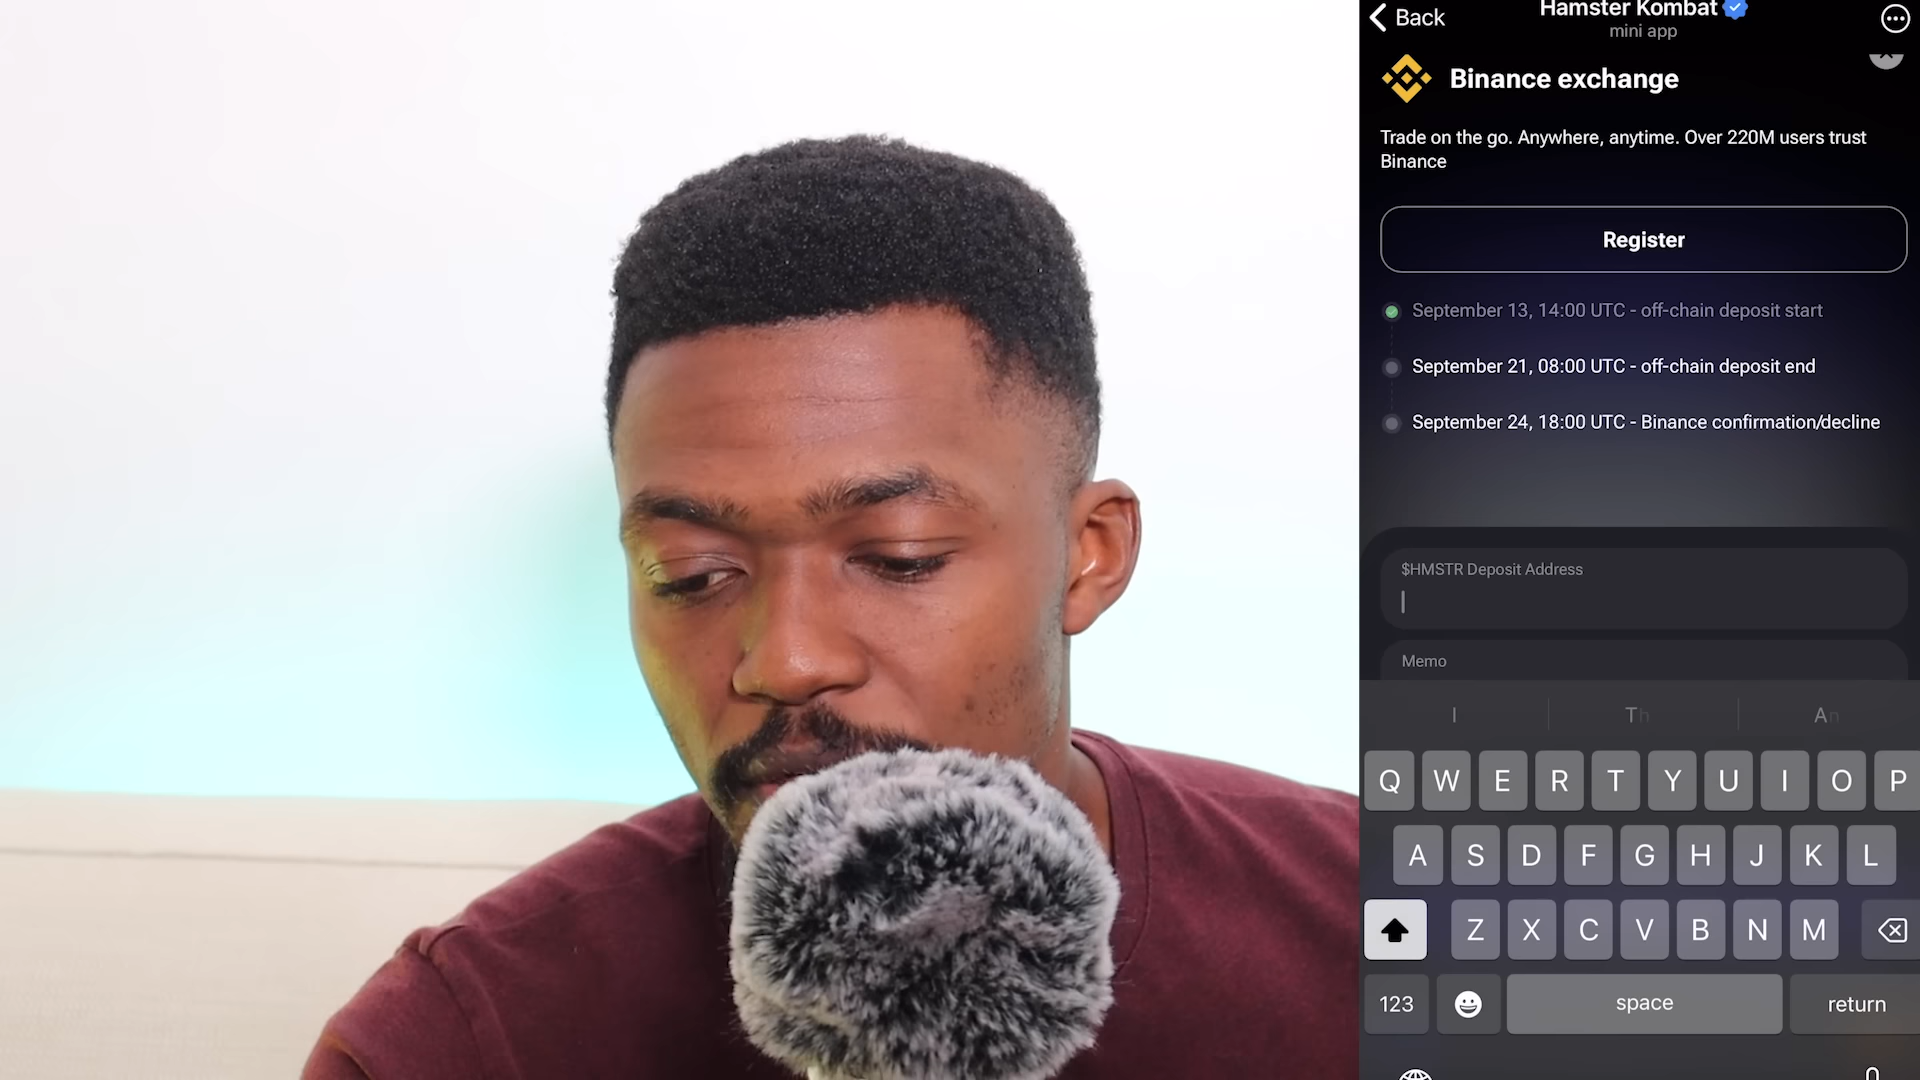 Back
Hamster Kombat
mini app
Binance exchange
Trade on the go. Anywhere, anytime. Over 220M users trust
Binance
Register
September 13, 14:00 UTC - off-chain deposit start
September 21, 08:00 UTC - off-chain deposit end
September 24, 18:00 UTC - Binance confirmation/decline
$HMSTR Deposit Address
Memo
I Th An
Q W E R T Y U I O P
A S D F G H J K L
Z X C V B N M
123 space return